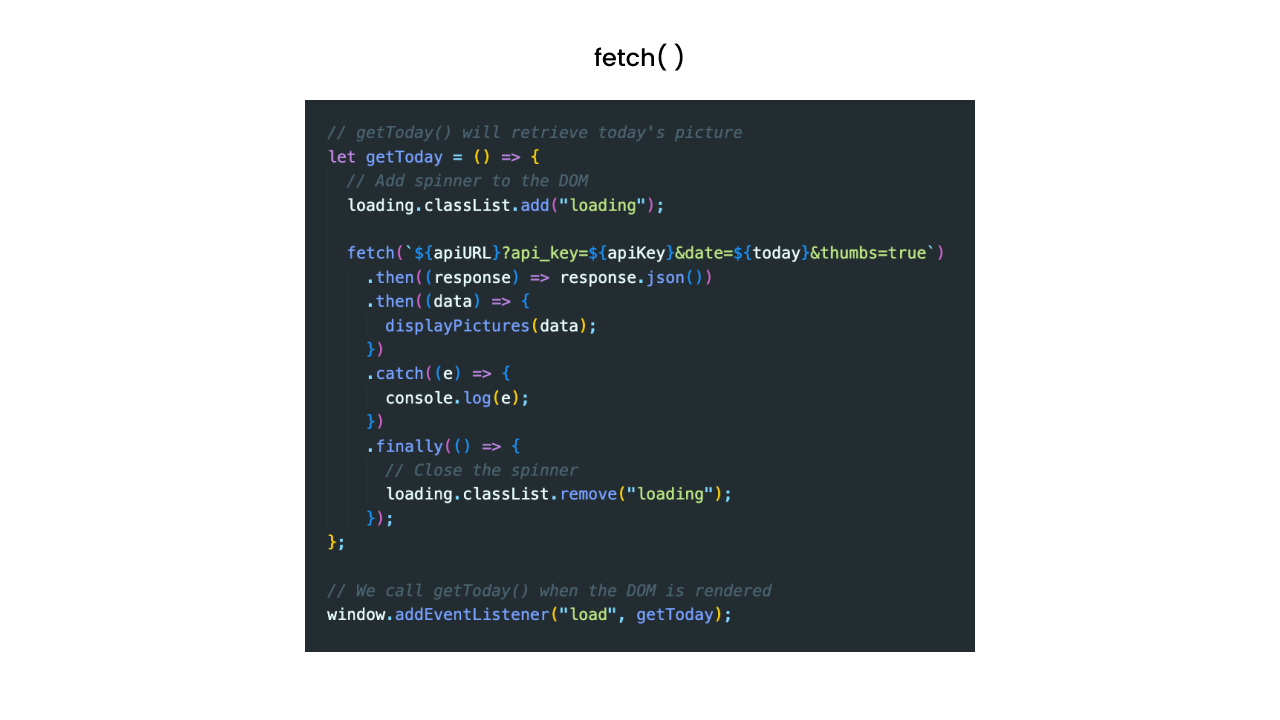 fetch( )
// getToday() will retrieve today's picture
let getToday = () => {
  // Add spinner to the DOM
  loading.classList.add("loading");

  fetch(`${apiURL}?api_key=${apiKey}&date=${today}&thumbs=true`)
    .then((response) => response.json())
    .then((data) => {
      displayPictures(data);
    })
    .catch((e) => {
      console.log(e);
    })
    .finally(() => {
      // Close the spinner
      loading.classList.remove("loading");
    });
};

// We call getToday() when the DOM is rendered
window.addEventListener("load", getToday);